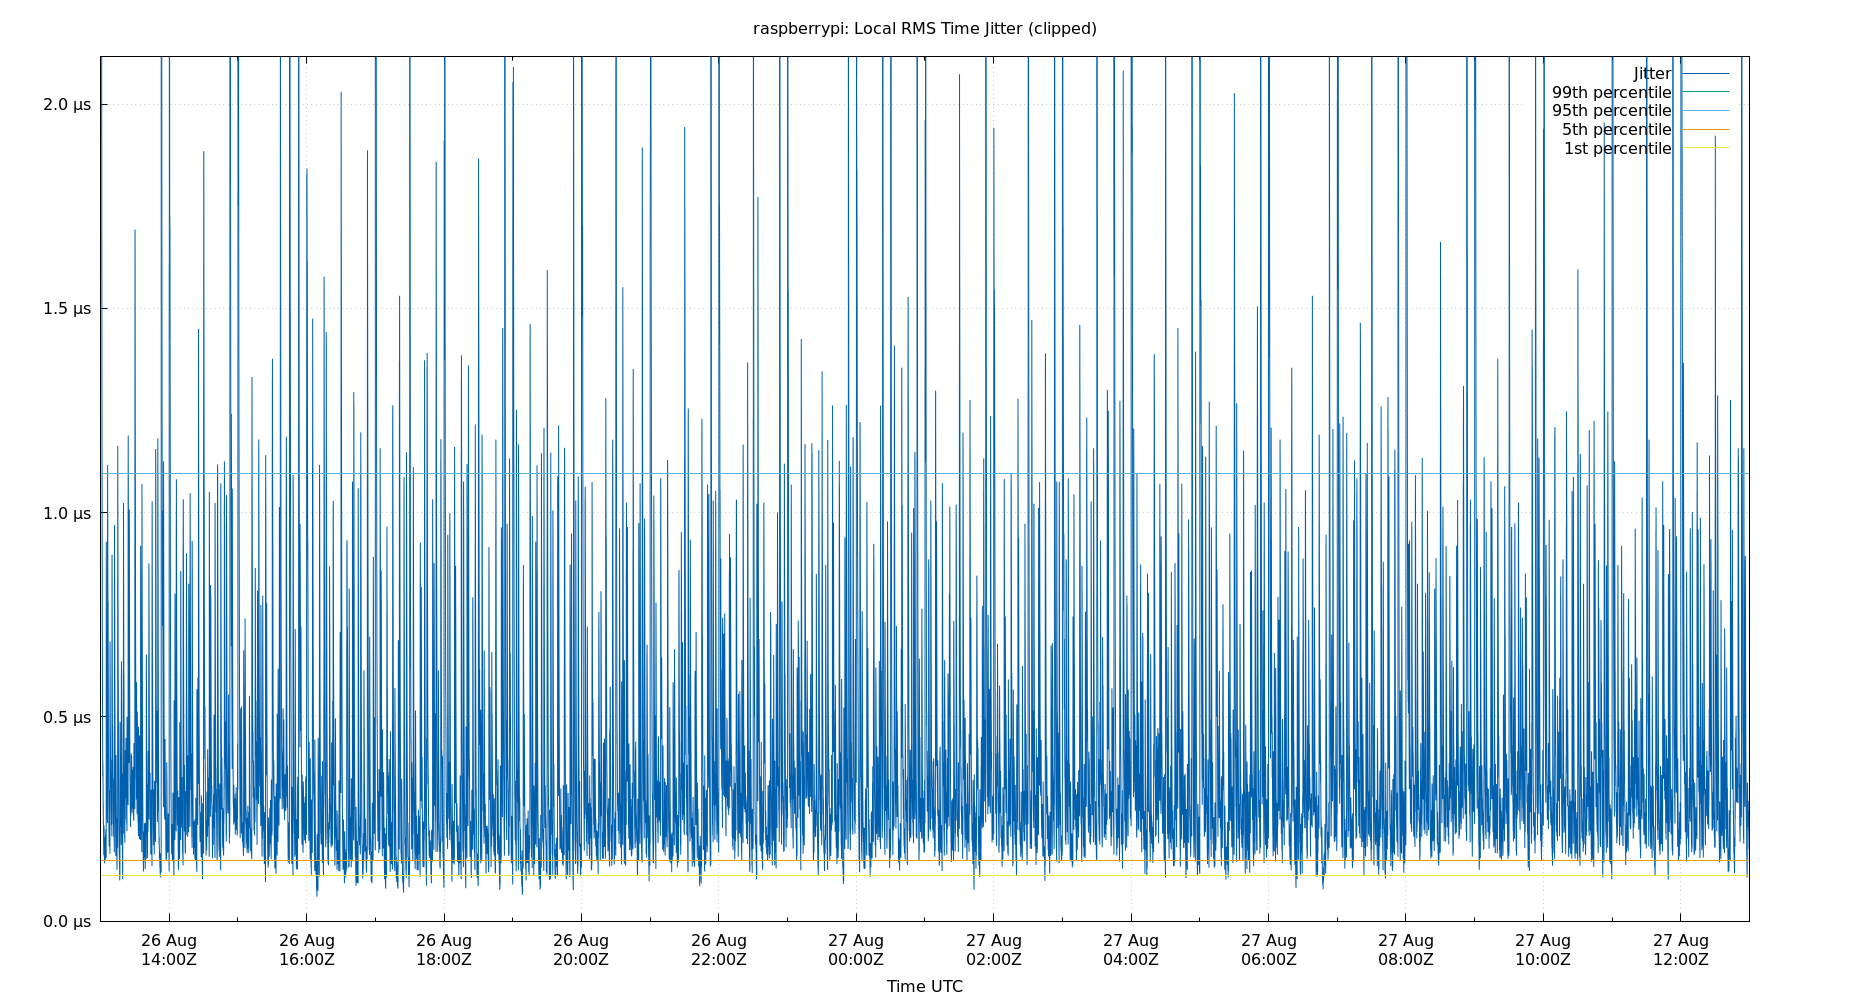 raspberrypi: Local RMS Time Jitter (clipped)
Jitter
99th percentile
95th percentile
5th percentile
1st percentile
2.0 µs
1.5 µs
1.0 µs
0.5 µs
0.0 µs
26 Aug 26 Aug 26 Aug 26 Aug 26 Aug 27 Aug 27 Aug 27 Aug 27 Aug 27 Aug 27 Aug 27 Aug
14:00Z 16:00Z 18:00Z 20:00Z 22:00Z 00:00Z 02:00Z 04:00Z 06:00Z 08:00Z 10:00Z 12:00Z
Time UTC